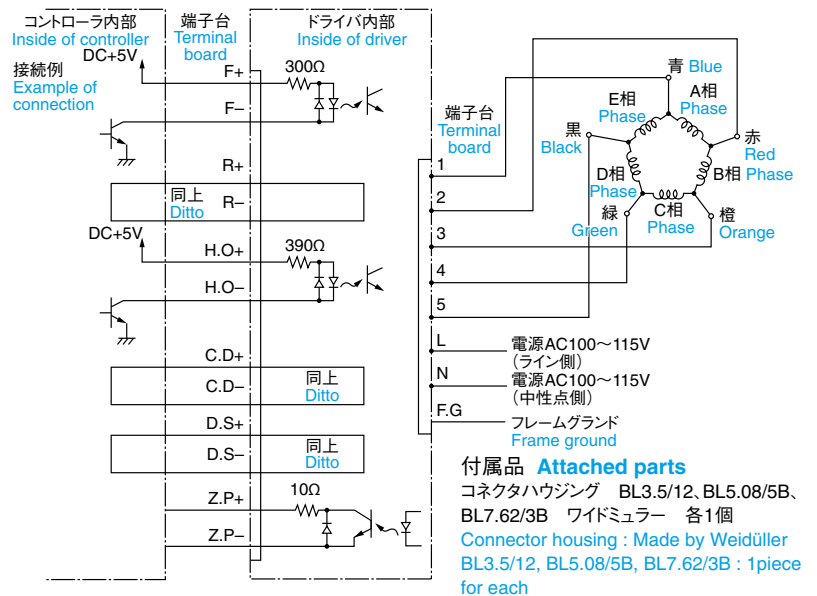 コントローラ内部
Inside of controller
端子台
Terminal
board
ドライバ内部
Inside of driver
DC+5V
接続例
Example of
connection
F+
300Ω
F–
R+
同上
Ditto
R–
DC+5V
H.O+
390Ω
H.O–
C.D+
C.D–
同上
Ditto
D.S+
D.S–
同上
Ditto
Z.P+
10Ω
Z.P–
端子台
Terminal
board
1
2
3
4
5
L
電源AC100〜115V
（ライン側）
N
電源AC100〜115V
（中性点側）
F.G
フレームグランド
Frame ground
青 Blue
E相
Phase
A相
Phase
黒
Black
赤
Red
D相
Phase
B相 Phase
緑
Green
C相
Phase
橙
Orange
付属品 Attached parts
コネクタハウジング BL3.5/12、BL5.08/5B、
BL7.62/3B ワイドミュラー 各1個
Connector housing : Made by Weidüller
BL3.5/12, BL5.08/5B, BL7.62/3B : 1piece
for each